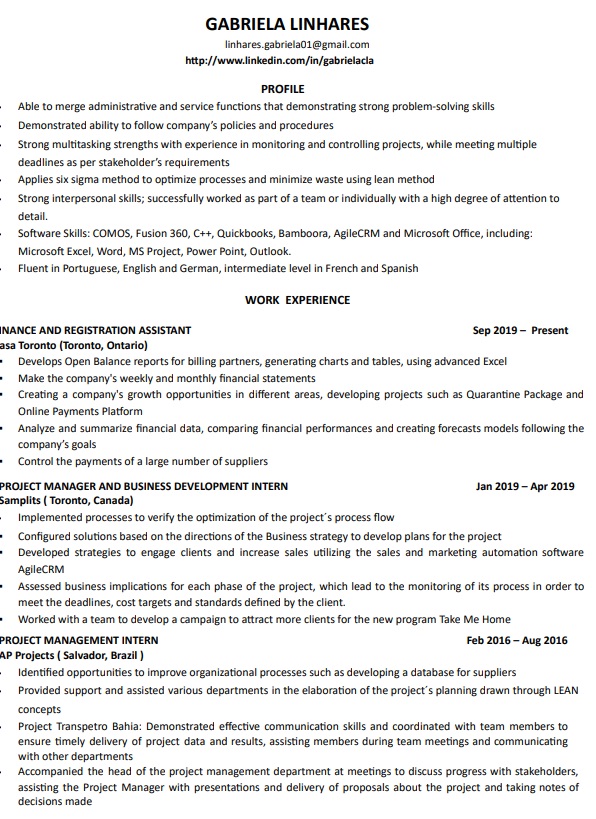 GABRIELA LINHARES
linhares.gabriela01@gmail.com
http://www.linkedin.com/in/gabrielacla
PROFILE
Able to merge administrative and service functions that demonstrating strong problem-solving skills
Demonstrated ability to follow company's policies and procedures
Strong multitasking strengths with experience in monitoring and controlling projects, while meeting multiple
deadlines as per stakeholder's requirements
Applies six sigma method to optimize processes and minimize waste using lean method
Strong interpersonal skills; successfully worked as part of a team or individually with a high degree of attention to
detail.
Software Skills: COMOS, Fusion 360, C++, Quickbooks, Bamboora, AgileCRM and Microsoft Office, including:
Microsoft Excel, Word, MS Project, Power Point, Outlook.
Fluent in Portuguese, English and German, intermediate level in French and Spanish
WORK EXPERIENCE
INANCE AND REGISTRATION ASSISTANT Sep 2019 – Present
asa Toronto (Toronto, Ontario)
Develops Open Balance reports for billing partners, generating charts and tables, using advanced Excel
Make the company's weekly and monthly financial statements
Creating a company's growth opportunities in different areas, developing projects such as Quarantine Package and
Online Payments Platform
Analyze and summarize financial data, comparing financial performances and creating forecasts models following the
company's goals
Control the payments of a large number of suppliers
PROJECT MANAGER AND BUSINESS DEVELOPMENT INTERN Jan 2019 – Apr 2019
Samplits ( Toronto, Canada)
Implemented processes to verify the optimization of the project´s process flow
Configured solutions based on the directions of the Business strategy to develop plans for the project
Developed strategies to engage clients and increase sales utilizing the sales and marketing automation software
AgileCRM
Assessed business implications for each phase of the project, which lead to the monitoring of its process in order to
meet the deadlines, cost targets and standards defined by the client.
Worked with a team to develop a campaign to attract more clients for the new program Take Me Home
PROJECT MANAGEMENT INTERN Feb 2016 – Aug 2016
AP Projects ( Salvador, Brazil )
Identified opportunities to improve organizational processes such as developing a database for suppliers
Provided support and assisted various departments in the elaboration of the project´s planning drawn through LEAN
concepts
Project Transpetro Bahia: Demonstrated effective communication skills and coordinated with team members to
ensure timely delivery of project data and results, assisting members during team meetings and communicating
with other departments
Accompanied the head of the project management department at meetings to discuss progress with stakeholders,
assisting the Project Manager with presentations and delivery of proposals about the project and taking notes of
decisions made